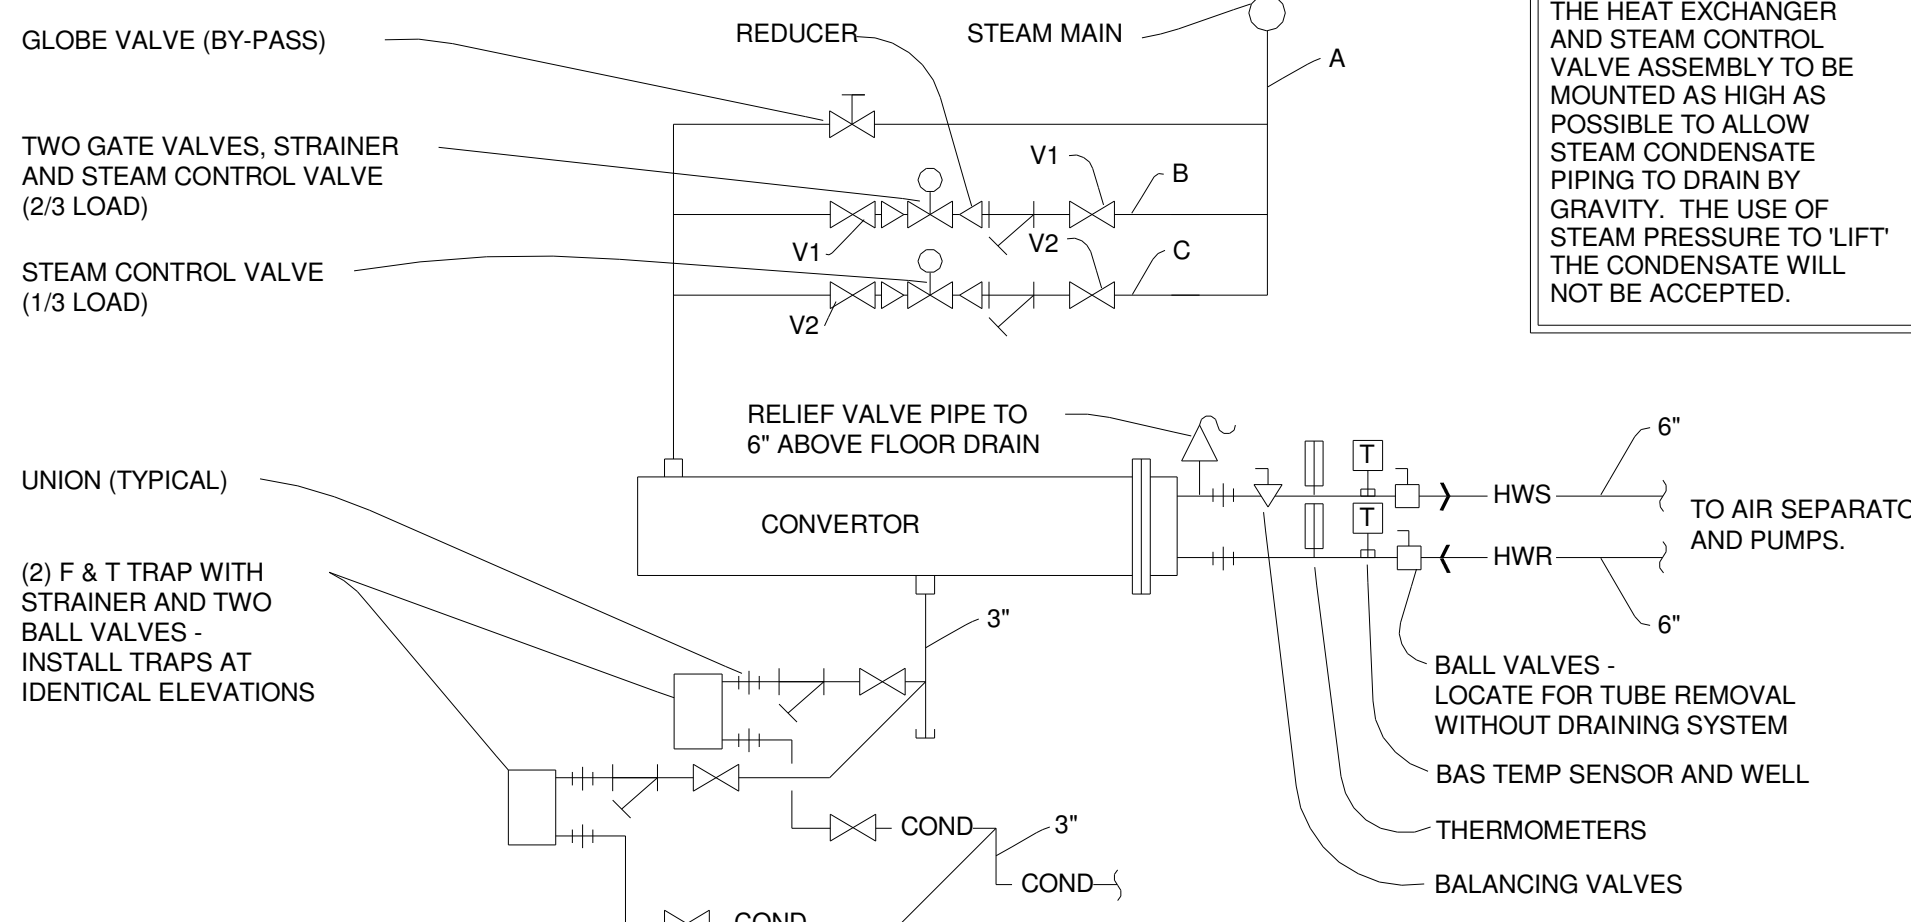 GLOBE VALVE (BY-PASS)
REDUCER
STEAM MAIN
A
THE HEAT EXCHANGER
AND STEAM CONTROL
VALVE ASSEMBLY TO BE
MOUNTED AS HIGH AS
POSSIBLE TO ALLOW
STEAM CONDENSATE
PIPING TO DRAIN BY
GRAVITY. THE USE OF
STEAM PRESSURE TO 'LIFT'
THE CONDENSATE WILL
NOT BE ACCEPTED.
TWO GATE VALVES, STRAINER
AND STEAM CONTROL VALVE
(2/3 LOAD)
V1
B
V1
V2
C
STEAM CONTROL VALVE
(1/3 LOAD)
V2
RELIEF VALVE PIPE TO
6" ABOVE FLOOR DRAIN
6"
T
UNION (TYPICAL)
HWS
CONVERTOR
T
TO AIR SEPARATO
AND PUMPS.
HWR
6"
(2) F & T TRAP WITH
STRAINER AND TWO
BALL VALVES -
INSTALL TRAPS AT
IDENTICAL ELEVATIONS
3"
BALL VALVES -
LOCATE FOR TUBE REMOVAL
WITHOUT DRAINING SYSTEM
BAS TEMP SENSOR AND WELL
COND
3"
THERMOMETERS
COND
BALANCING VALVES
COND